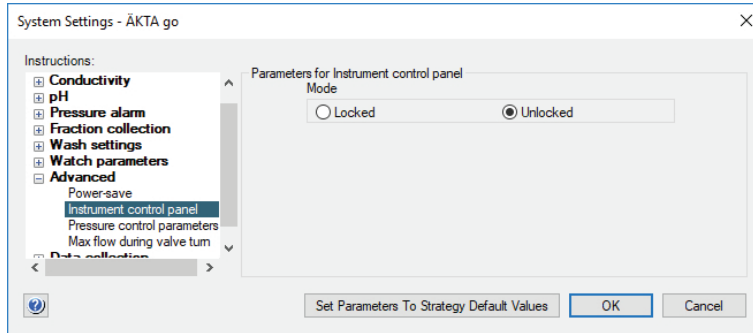 System Settings - ÄKTA go
Instructions:
Conductivity
pH
Pressure alarm
Fraction collection
Wash settings
Watch parameters
Advanced
Power-save
Instrument control panel
Pressure control parameters
Max flow during valve turn
Data collection
Parameters for Instrument control panel
Mode
Locked Unlocked
Set Parameters To Strategy Default Values OK Cancel